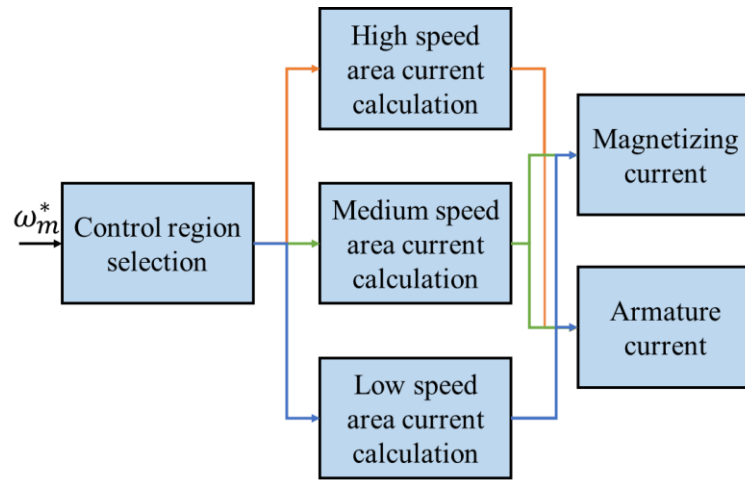 High speed
area current
calculation
Magnetizing
current
ω*m
Control region
selection
Medium speed
area current
calculation
Armature
current
Low speed
area current
calculation